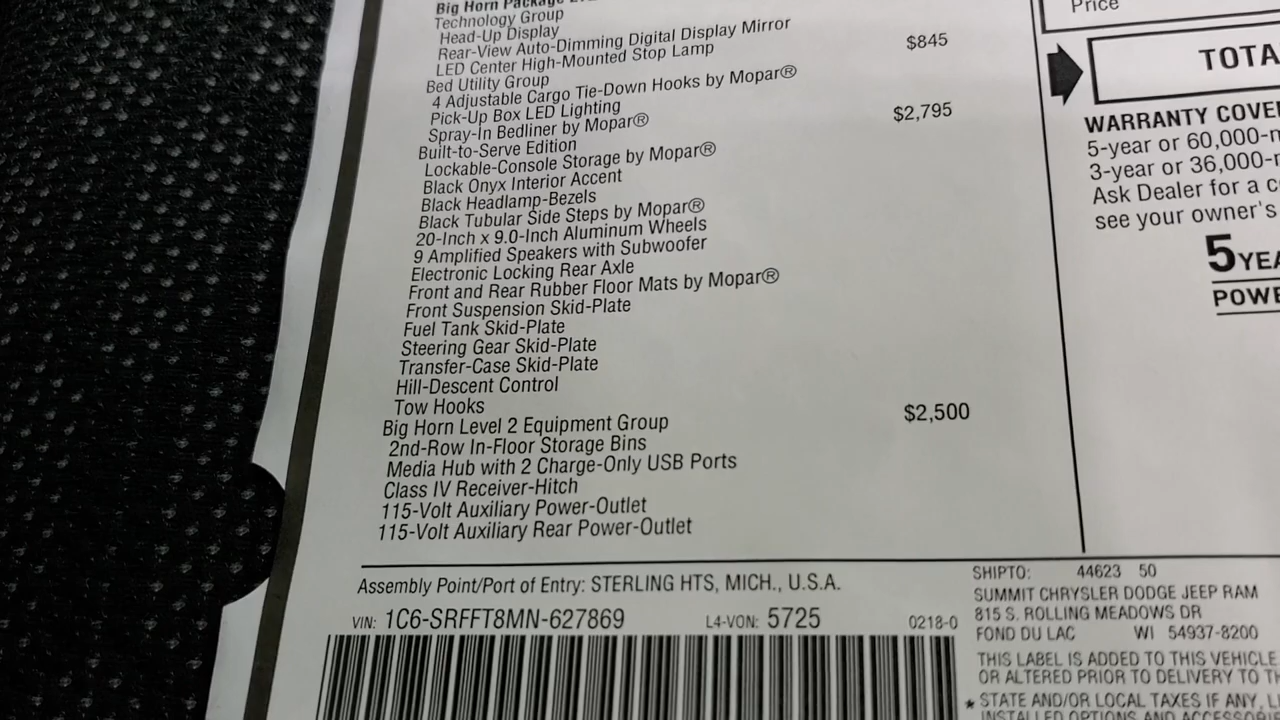 Big Horn Package
Technology Group
Head-Up Display
Rear-View Auto-Dimming Digital Display Mirror
LED Center High-Mounted Stop Lamp
Bed Utility Group $845
4 Adjustable Cargo Tie-Down Hooks by Mopar®
Pick-Up Box LED Lighting
Spray-In Bedliner by Mopar®
Built-to-Serve Edition $2,795
Lockable-Console Storage by Mopar®
Black Onyx Interior Accent
Black Headlamp-Bezels
Black Tubular Side Steps by Mopar®
20-Inch x 9.0-Inch Aluminum Wheels
9 Amplified Speakers with Subwoofer
Electronic Locking Rear Axle
Front and Rear Rubber Floor Mats by Mopar®
Front Suspension Skid-Plate
Fuel Tank Skid-Plate
Steering Gear Skid-Plate
Transfer-Case Skid-Plate
Hill-Descent Control
Tow Hooks
Big Horn Level 2 Equipment Group $2,500
2nd-Row In-Floor Storage Bins
Media Hub with 2 Charge-Only USB Ports
Class IV Receiver-Hitch
115-Volt Auxiliary Power-Outlet
115-Volt Auxiliary Rear Power-Outlet
Price
TOTA
WARRANTY COVE
5-year or 60,000-m
3-year or 36,000-m
Ask Dealer for a c
see your owner's
5 YEA
POWE
Assembly Point/Port of Entry: STERLING HTS, MICH., U.S.A.
VIN: 1C6-SRFFT8MN-627869 L4-VON: 5725 0218-0
SHIPTO: 44623 50
SUMMIT CHRYSLER DODGE JEEP RAM
815 S. ROLLING MEADOWS DR
FOND DU LAC WI 54937-8200
THIS LABEL IS ADDED TO THIS VEHICLE
OR ALTERED PRIOR TO DELIVERY TO TH
* STATE AND/OR LOCAL TAXES IF ANY, L
INSTALLED OPTIONS AND ACCESSORIE